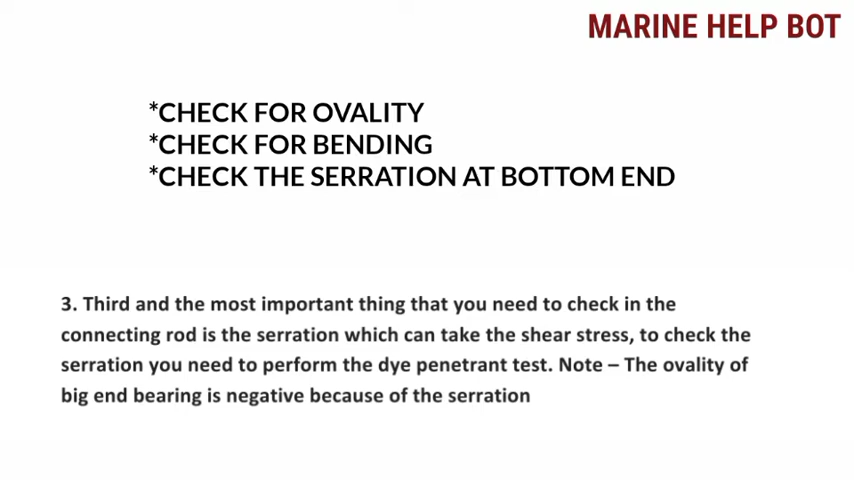 MARINE HELP BOT
*CHECK FOR OVALITY
*CHECK FOR BENDING
*CHECK THE SERRATION AT BOTTOM END
3. Third and the most important thing that you need to check in the
connecting rod is the serration which can take the shear stress, to check the
serration you need to perform the dye penetrant test. Note – The ovality of
big end bearing is negative because of the serration